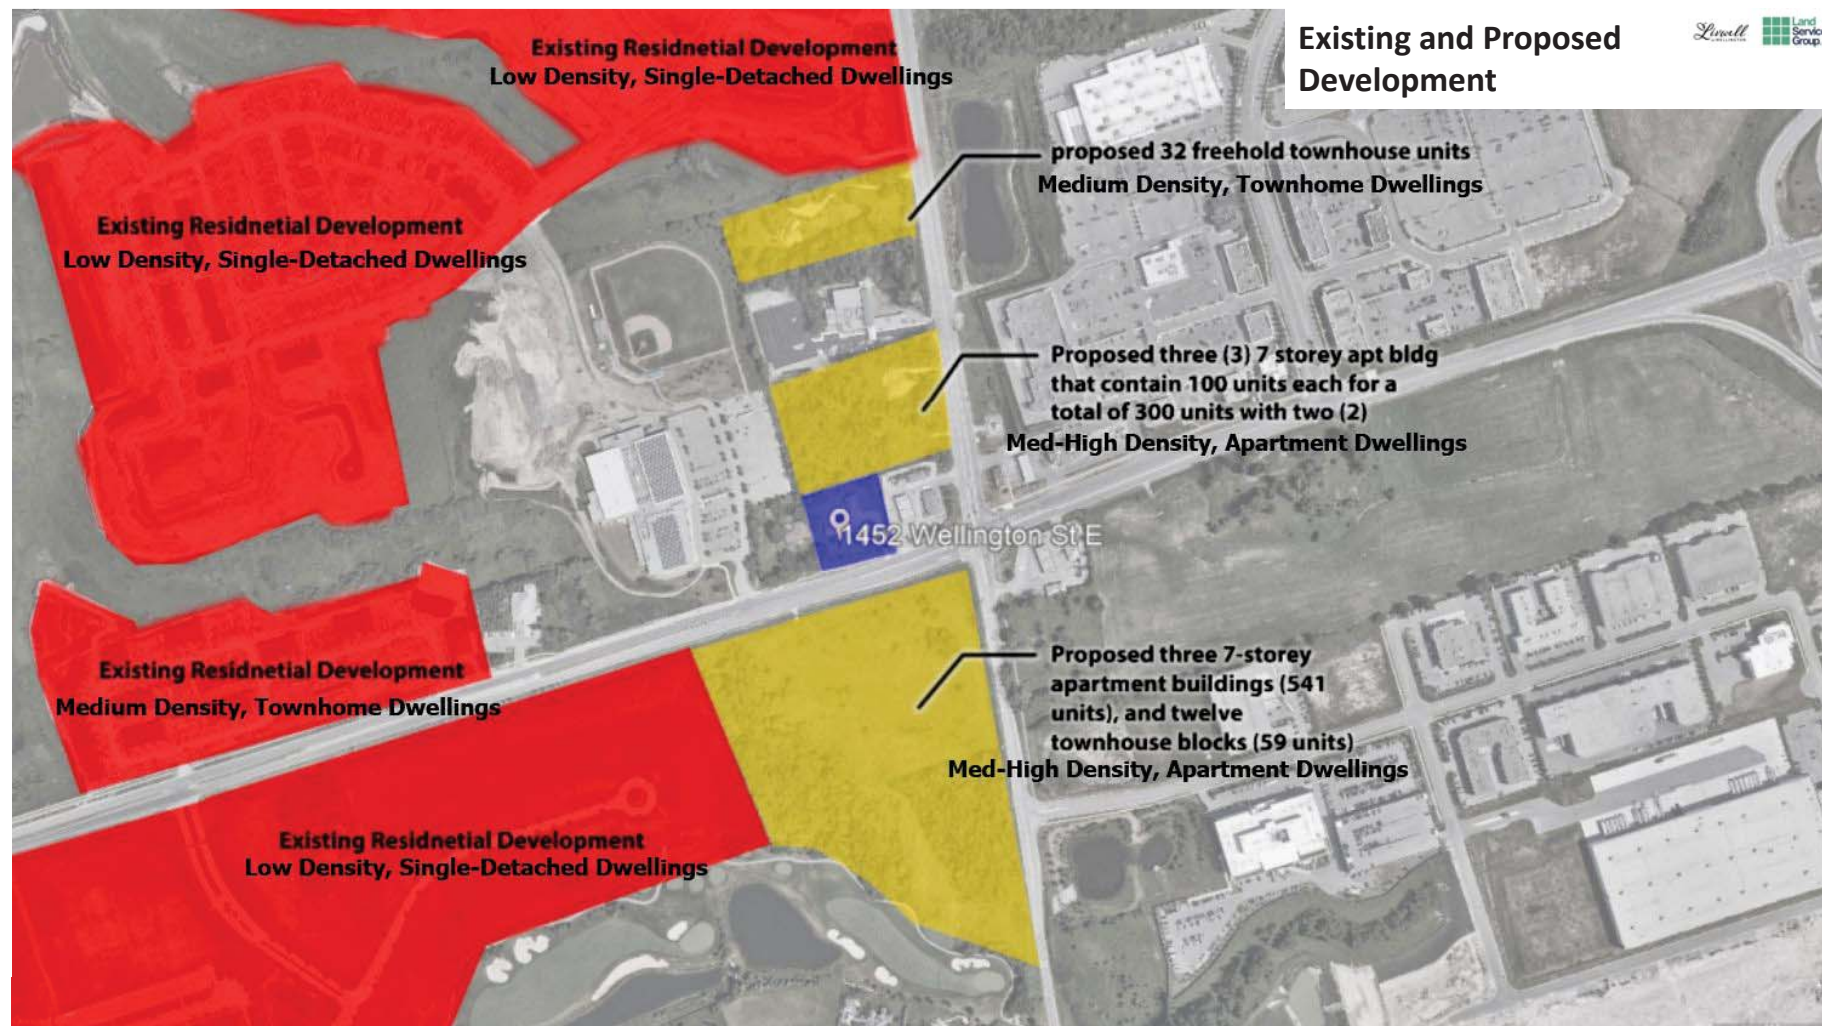 Existing and Proposed
Development
Livwell
Land
Service
Group
Existing Residnetial Development
Low Density, Single-Detached Dwellings
proposed 32 freehold townhouse units
Medium Density, Townhome Dwellings
Existing Residnetial Development
Low Density, Single-Detached Dwellings
Proposed three (3) 7 storey apt bldg
that contain 100 units each for a
total of 300 units with two (2)
Med-High Density, Apartment Dwellings
1452 Wellington St E
Existing Residnetial Development
Medium Density, Townhome Dwellings
Proposed three 7-storey
apartment buildings (541
units), and twelve
townhouse blocks (59 units)
Med-High Density, Apartment Dwellings
Existing Residnetial Development
Low Density, Single-Detached Dwellings